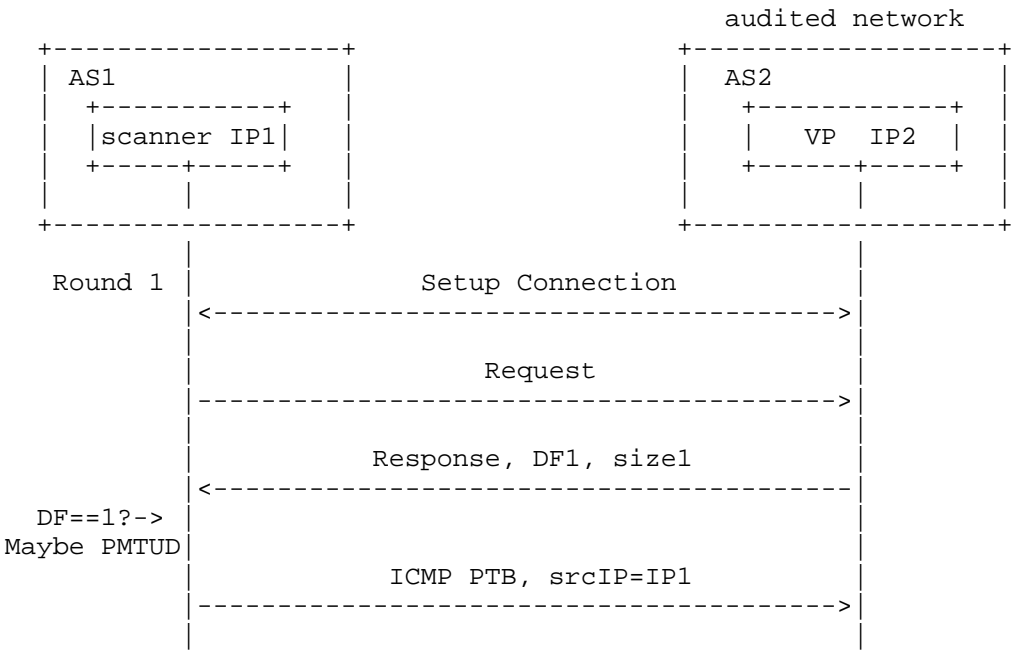 audited network
AS1 AS2
scanner IP1 VP IP2
Round 1 Setup Connection
Request
Response, DF1, size1
DF==1?->
Maybe PMTUD
ICMP PTB, srcIP=IP1